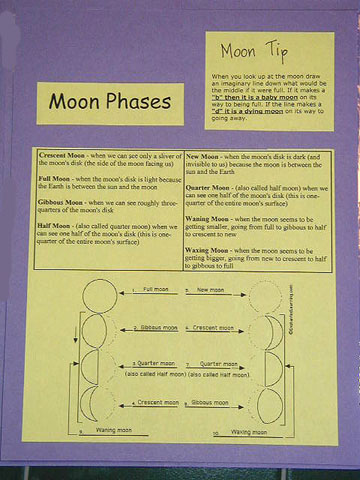 Moon Tip
When you look up at the moon draw
an imaginary line down what would be
the middle if it were full. If it makes a
"b" then it is a baby moon on its way
to being full. If the line makes a
"d" it is a dying moon on its way to
going away.
Moon Phases
Crescent Moon - when we can see only a sliver of
the moon's disk (the side of the moon facing us)
Full Moon - when the moon's disk is light because
the Earth is between the sun and the moon
Gibbous Moon - when we can see roughly three-
quarters of the moon's disk
Half Moon - (also called quarter moon) when we
can see one half of the moon's disk (this is one-
quarter of the entire moon's surface)
New Moon - when the moon's disk is dark (and
invisible to us) because the moon is between the
sun and the Earth
Quarter Moon - (also called half moon) when we
can see one half of the moon's disk (this is one-
quarter of the entire moon's surface)
Waning Moon - when the moon seems to be
getting smaller, going from full to gibbous to half
to crescent to new
Waxing Moon - when the moon seems to be
getting bigger, going from new to crescent to half
to gibbous to full
1. Full moon
5. New moon
2. Gibbous moon
6. Crescent moon
3. Quarter moon
(also called Half moon)
7. Quarter moon
(also called Half moon)
4. Crescent moon
8. Gibbous moon
9. Waning moon
10. Waxing moon
©EnchantedLearning.com